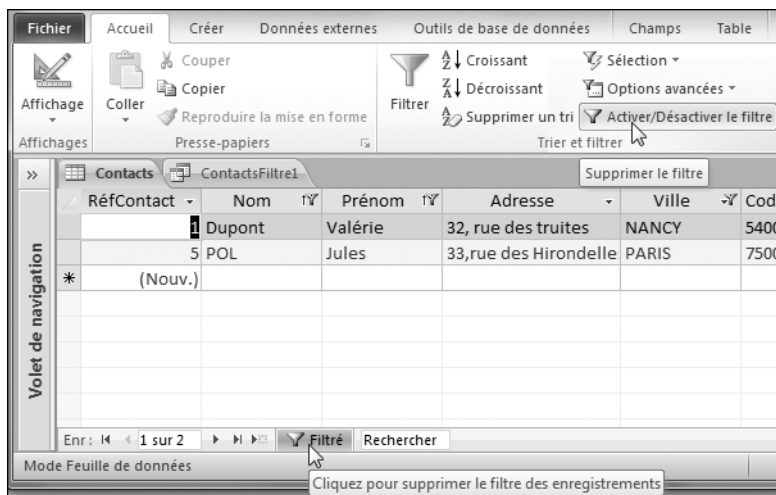 Fichier Accueil Créer Données externes Outils de base de données Champs Table
Couper
Copier
Reproduire la mise en forme
Affichage
Coller
Filtrer
Croissant
Décroissant
Supprimer un tri
Sélection
Options avancées
Activer/Désactiver le filtre
Affichages Presse-papiers Trier et filtrer
Supprimer le filtre
» Contacts ContactsFiltre1
RéfContact Nom Prénom Adresse Ville Cod
1 Dupont Valérie 32, rue des truites NANCY 5400
5 POL Jules 33,rue des Hirondelle PARIS 7500
(Nouv.)
Volet de navigation
Enr : 1 sur 2 Filtré Rechercher
Mode Feuille de données
Cliquez pour supprimer le filtre des enregistrements